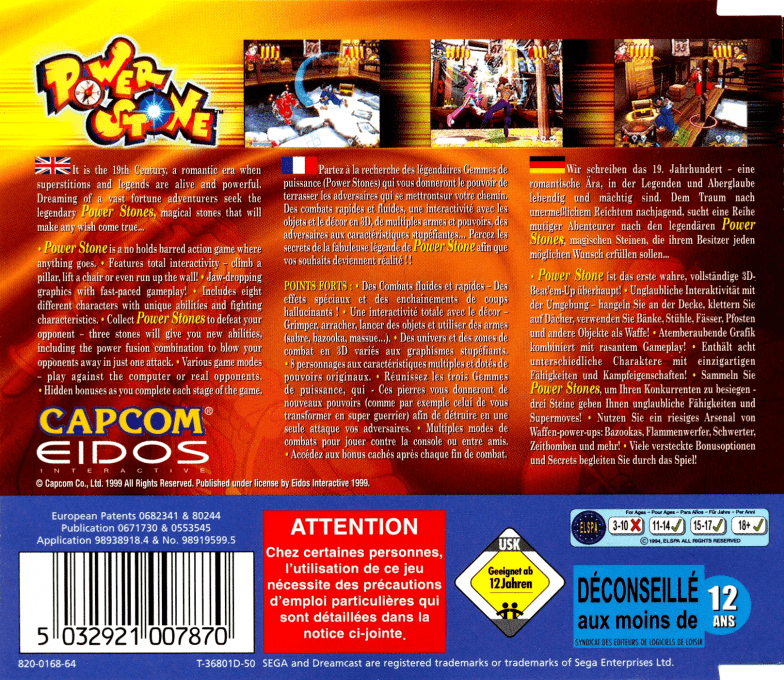 POWER
STONE™
It is the 19th Century, a romantic era when
superstitions and legends are alive and powerful.
Dreaming of a vast fortune adventurers seek the
legendary Power Stones, magical stones that will
make any wish come true...
• Power Stone is a no holds barred action game where
anything goes. • Features total interactivity – climb a
pillar, lift a chair or even run up the wall! • Jaw-dropping
graphics with fast-paced gameplay! • Includes eight
different characters with unique abilities and fighting
characteristics. • Collect Power Stones to defeat your
opponent – three stones will give you new abilities,
including the power fusion combination to blow your
opponents away in just one attack. • Various game modes
– play against the computer or real opponents.
• Hidden bonuses as you complete each stage of the game.
Partez à la recherche des légendaires Gemmes de
puissance (Power Stones) qui vous donneront le pouvoir de
terrasser les adversaires qui se mettrontsur votre chemin.
Des combats rapides et fluides, une interactivité avec les
objets et le décor en 3D, de multiples armes et pouvoirs, des
adversaires aux caractéristiques stupéfiantes... Percez les
secrets de la fabuleuse légende de Power Stone afin que
vos souhaits deviennent réalité ! !
POINTS FORTS : • Des Combats fluides et rapides – Des
effets spéciaux et des enchaînements de coups
hallucinants ! • Une interactivité avec le décor –
Grimper, arracher, lancer des objets et utiliser des armes
(sabre, bazooka, massue...). • Des univers et des zones de
combat en 3D variés aux graphismes stupéfiants.
• 8 personnages aux caractéristiques multiples et dotés de
pouvoirs originaux. • Réunissez les trois Gemmes
de puissance, qui - Ces pierres vous donneront de
nouveaux pouvoirs (comme par exemple celui de vous
transformer en super guerrier) afin de détruire en une
seule attaque vos adversaires. • Multiples modes de
combats pour jouer contre la console ou entre amis.
• Accédez aux bonus cachés après chaque fin de combat.
Wir schreiben das 19. Jahrhundert – eine
romantische Ära, in der Legenden und Aberglaube
lebendig und mächtig sind. Dem Traum nach
unermeßlichem Reichtum nachjagend, sucht eine Reihe
mutiger Abenteurer nach den legendären Power
Stones, magischen Steinen, die ihrem Besitzer jeden
möglichen Wunsch erfüllen sollen...
• Power Stone ist das erste wahre, vollständige 3D-
Beat'em-Up überhaupt! • Unglaubliche Interaktivität mit
der Umgebung – hangeln Sie an der Decke, klettern Sie
auf Dächer, verwenden Sie Bänke, Stühle, Fässer, Pfosten
und andere Objekte als Waffe! • Atemberaubende Grafik
kombiniert mit rasantem Gameplay! • Enthält acht
unterschiedliche Charaktere mit einzigartigen
Fähigkeiten und Kampfeigenschaften! • Sammeln Sie
Power Stones, um Ihren Konkurrenten zu besiegen -
drei Steine geben Ihnen unglaubliche Fähigkeiten und
Supermoves! • Nutzen Sie ein riesiges Arsenal von
Waffen-power-ups: Bazookas, Flammenwerfer, Schwerter,
Zeitbomben und mehr! • Viele versteckte Bonusoptionen
und Secrets begleiten Sie durch das Spiel!
CAPCOM®
EIDOS
INTERACTIVE
© Capcom Co., Ltd. 1999 All Rights Reserved. Published under license by Eidos Interactive 1999.
European Patents 0682341 & 80244
Publication 0671730 & 0553545
Application 98938918.4 & No. 98919599.5
5 032921 007870
820-0168-64
ATTENTION
Chez certaines personnes,
l'utilisation de ce jeu
nécessite des précautions
d'emploi particulières qui
sont détaillées dans la
notice ci-jointe.
USK
Geeignet ab
12 Jahren
For Ages – Pour Ages – Para Años – Für Jahre – Per Anni
ELSPA
3-10 11-14 15-17 18+
© 1994, ELSPA ALL RIGHTS RESERVED
DÉCONSEILLÉ
aux moins de
12
ANS
SYNDICAT DES EDITEURS DE LOGICIELS DE LOISIR
T-36801D-50 SEGA and Dreamcast are registered trademarks or trademarks of Sega Enterprises Ltd.